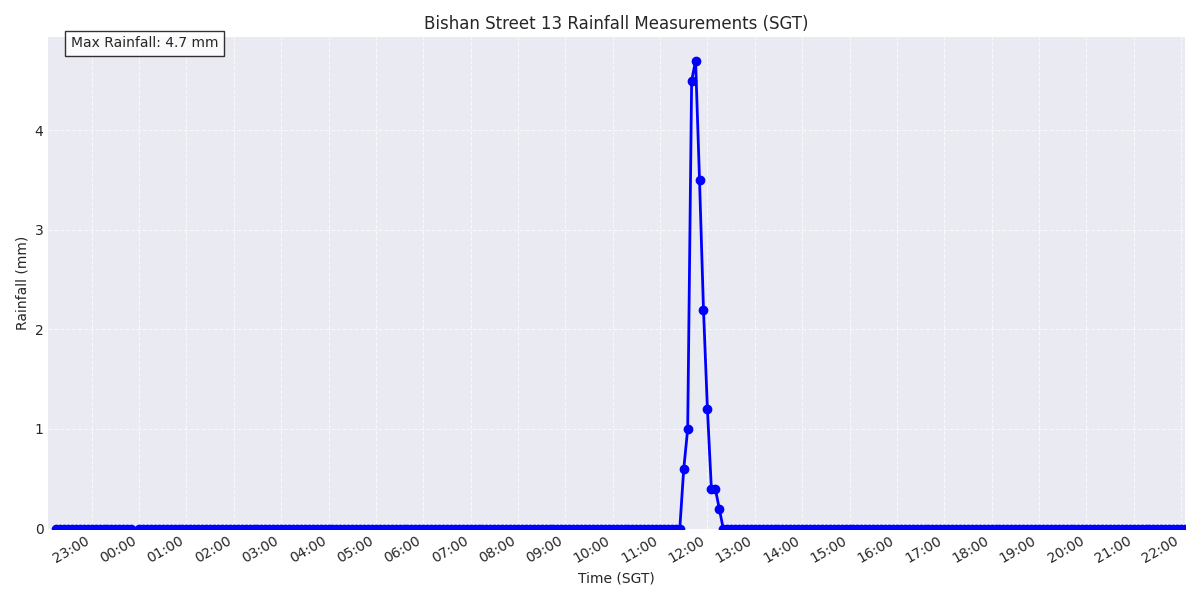 Bishan Street 13 Rainfall Measurements (SGT)
Max Rainfall: 4.7 mm
Rainfall (mm)
4
3
2
1
0
23:00 00:00 01:00 02:00 03:00 04:00 05:00 06:00 07:00 08:00 09:00 10:00 11:00 12:00 13:00 14:00 15:00 16:00 17:00 18:00 19:00 20:00 21:00 22:00
Time (SGT)